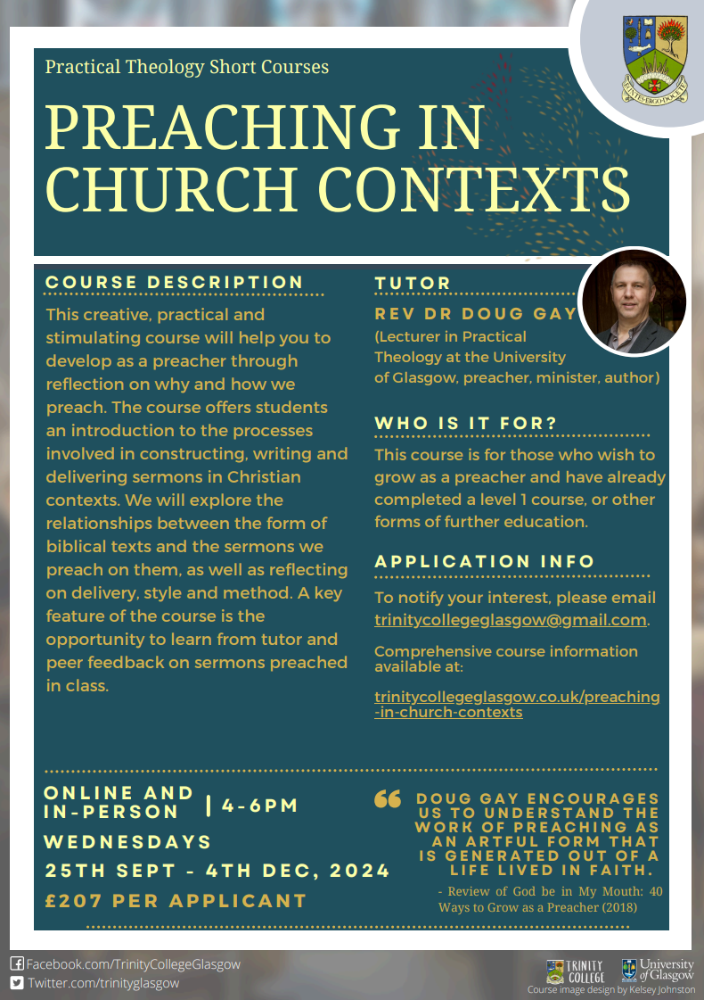 Practical Theology Short Courses
PREACHING IN
CHURCH CONTEXTS
COURSE DESCRIPTION
This creative, practical and
stimulating course will help you to
develop as a preacher through
reflection on why and how we
preach. The course offers students
an introduction to the processes
involved in constructing, writing and
delivering sermons in Christian
contexts. We will explore the
relationships between the form of
biblical texts and the sermons we
preach on them, as well as reflecting
on delivery, style and method. A key
feature of the course is the
opportunity to learn from tutor and
peer feedback on sermons preached
in class.
TUTOR
REV DR DOUG GAY
(Lecturer in Practical
Theology at the University
of Glasgow, preacher, minister, author)
WHO IS IT FOR?
This course is for those who wish to
grow as a preacher and have already
completed a level 1 course, or other
forms of further education.
APPLICATION INFO
To notify your interest, please email
trinitycollegeglasgow@gmail.com.
Comprehensive course information
available at:
trinitycollegeglasgow.co.uk/preaching
-in-church-contexts
ONLINE AND
IN-PERSON | 4-6PM
WEDNESDAYS
25TH SEPT - 4TH DEC, 2024
£207 PER APPLICANT
❝ DOUG GAY ENCOURAGES
US TO UNDERSTAND THE
WORK OF PREACHING AS
AN ARTFUL FORM THAT
IS GENERATED OUT OF A
LIFE LIVED IN FAITH.
- Review of God be in My Mouth: 40
Ways to Grow as a Preacher (2018)
Facebook.com/TrinityCollegeGlasgow
Twitter.com/trinityglasgow
TRINITY
COLLEGE
University
of Glasgow
Course image design by Kelsey Johnston